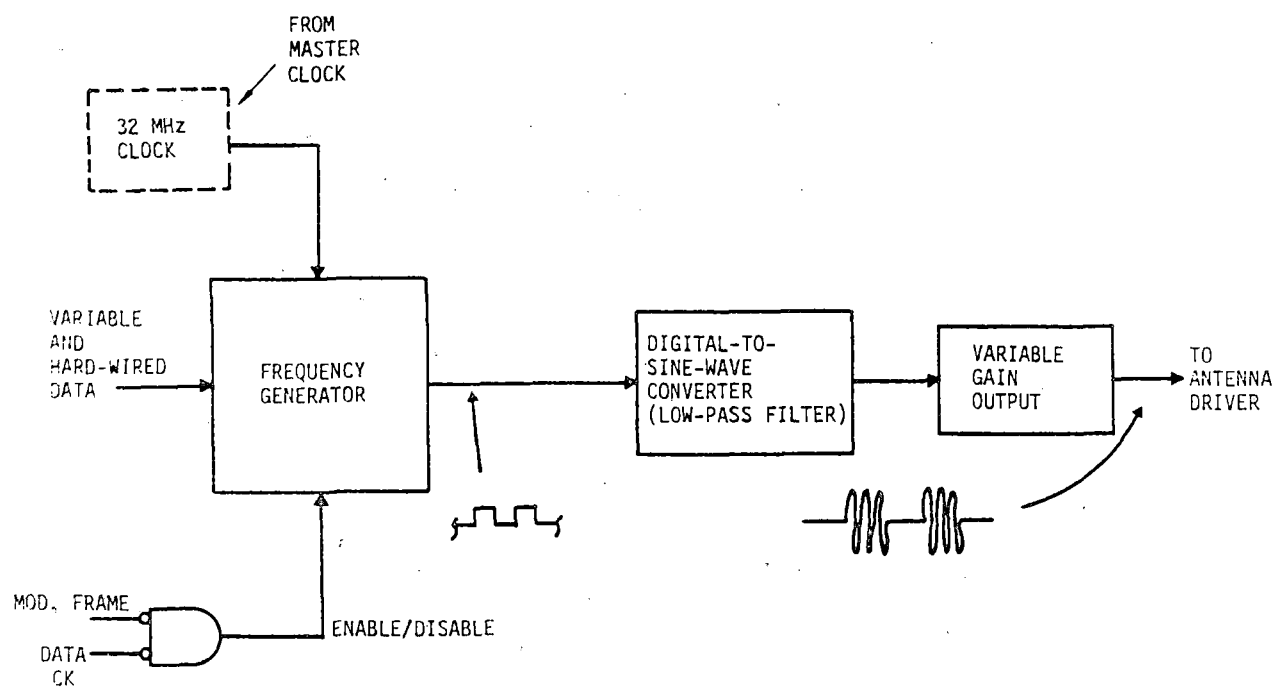 FROM
MASTER
CLOCK
32 MHz
CLOCK
VARIABLE
AND
HARD-WIRED
DATA
FREQUENCY
GENERATOR
DIGITAL-TO-
SINE-WAVE
CONVERTER
(LOW-PASS FILTER)
VARIABLE
GAIN
OUTPUT
TO
ANTENNA
DRIVER
MOD. FRAME
DATA
CK
ENABLE/DISABLE